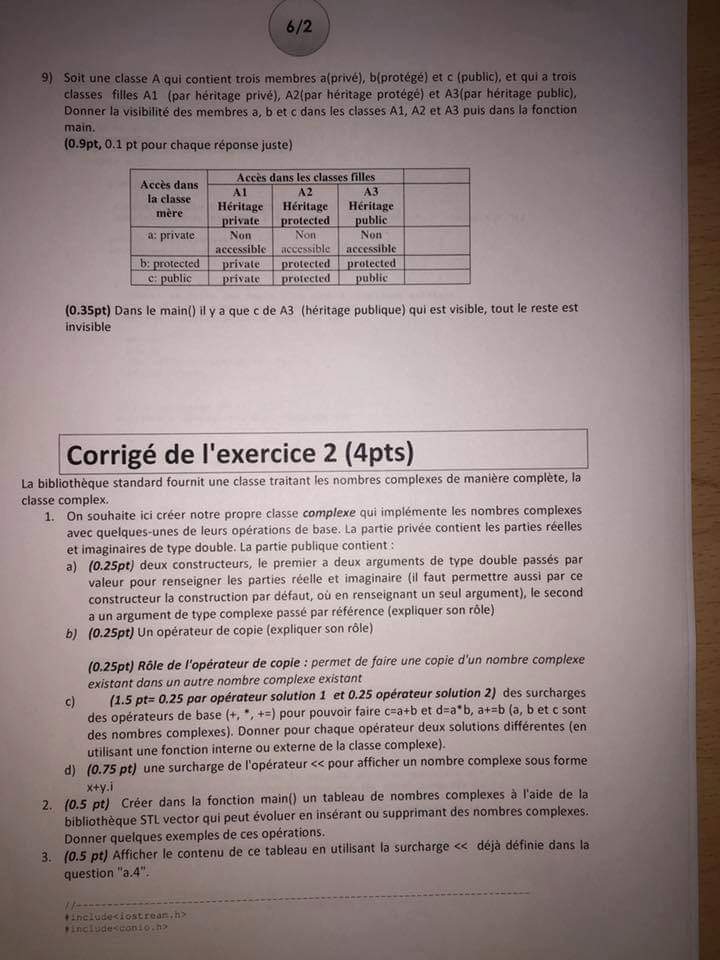 6/2
9) Soit une classe A qui contient trois membres a(privé), b(protégé) et c (public), et qui a trois
classes filles A1 (par héritage privé), A2(par héritage protégé) et A3(par héritage public),
Donner la visibilité des membres a, b et c dans les classes A1, A2 et A3 puis dans la fonction
main.
(0.9pt, 0.1 pt pour chaque réponse juste)
Accès dans la classe mère
Accès dans les classes filles
A1 Héritage private
A2 Héritage protected
A3 Héritage public
a: private Non accessible Non accessible Non accessible
b: protected private protected protected
c: public private protected public
(0.35pt) Dans le main() il y a que c de A3 (héritage publique) qui est visible, tout le reste est
invisible
Corrigé de l'exercice 2 (4pts)
La bibliothèque standard fournit une classe traitant les nombres complexes de manière complète, la
classe complex.
1. On souhaite ici créer notre propre classe complexe qui implémente les nombres complexes
avec quelques-unes de leurs opérations de base. La partie privée contient les parties réelles
et imaginaires de type double. La partie publique contient :
a) (0.25pt) deux constructeurs, le premier a deux arguments de type double passés par
valeur pour renseigner les parties réelle et imaginaire (il faut permettre aussi par ce
constructeur la construction par défaut, où en renseignant un seul argument), le second
a un argument de type complexe passé par référence (expliquer son rôle)
b) (0.25pt) Un opérateur de copie (expliquer son rôle)
(0.25pt) Rôle de l'opérateur de copie : permet de faire une copie d'un nombre complexe
existant dans un autre nombre complexe existant
c) (1.5 pt= 0.25 par opérateur solution 1 et 0.25 opérateur solution 2) des surcharges
des opérateurs de base (+, *, +=) pour pouvoir faire c=a+b et d=a*b, a+=b (a, b et c sont
des nombres complexes). Donner pour chaque opérateur deux solutions différentes (en
utilisant une fonction interne ou externe de la classe complexe).
d) (0.75 pt) une surcharge de l'opérateur << pour afficher un nombre complexe sous forme
x+y.i
2. (0.5 pt) Créer dans la fonction main() un tableau de nombres complexes à l'aide de la
bibliothèque STL vector qui peut évoluer en insérant ou supprimant des nombres complexes.
Donner quelques exemples de ces opérations.
3. (0.5 pt) Afficher le contenu de ce tableau en utilisant la surcharge << déjà définie dans la
question "a.4".
//------------------------------------------------------------
#include<iostream.h>
#include<conio.h>